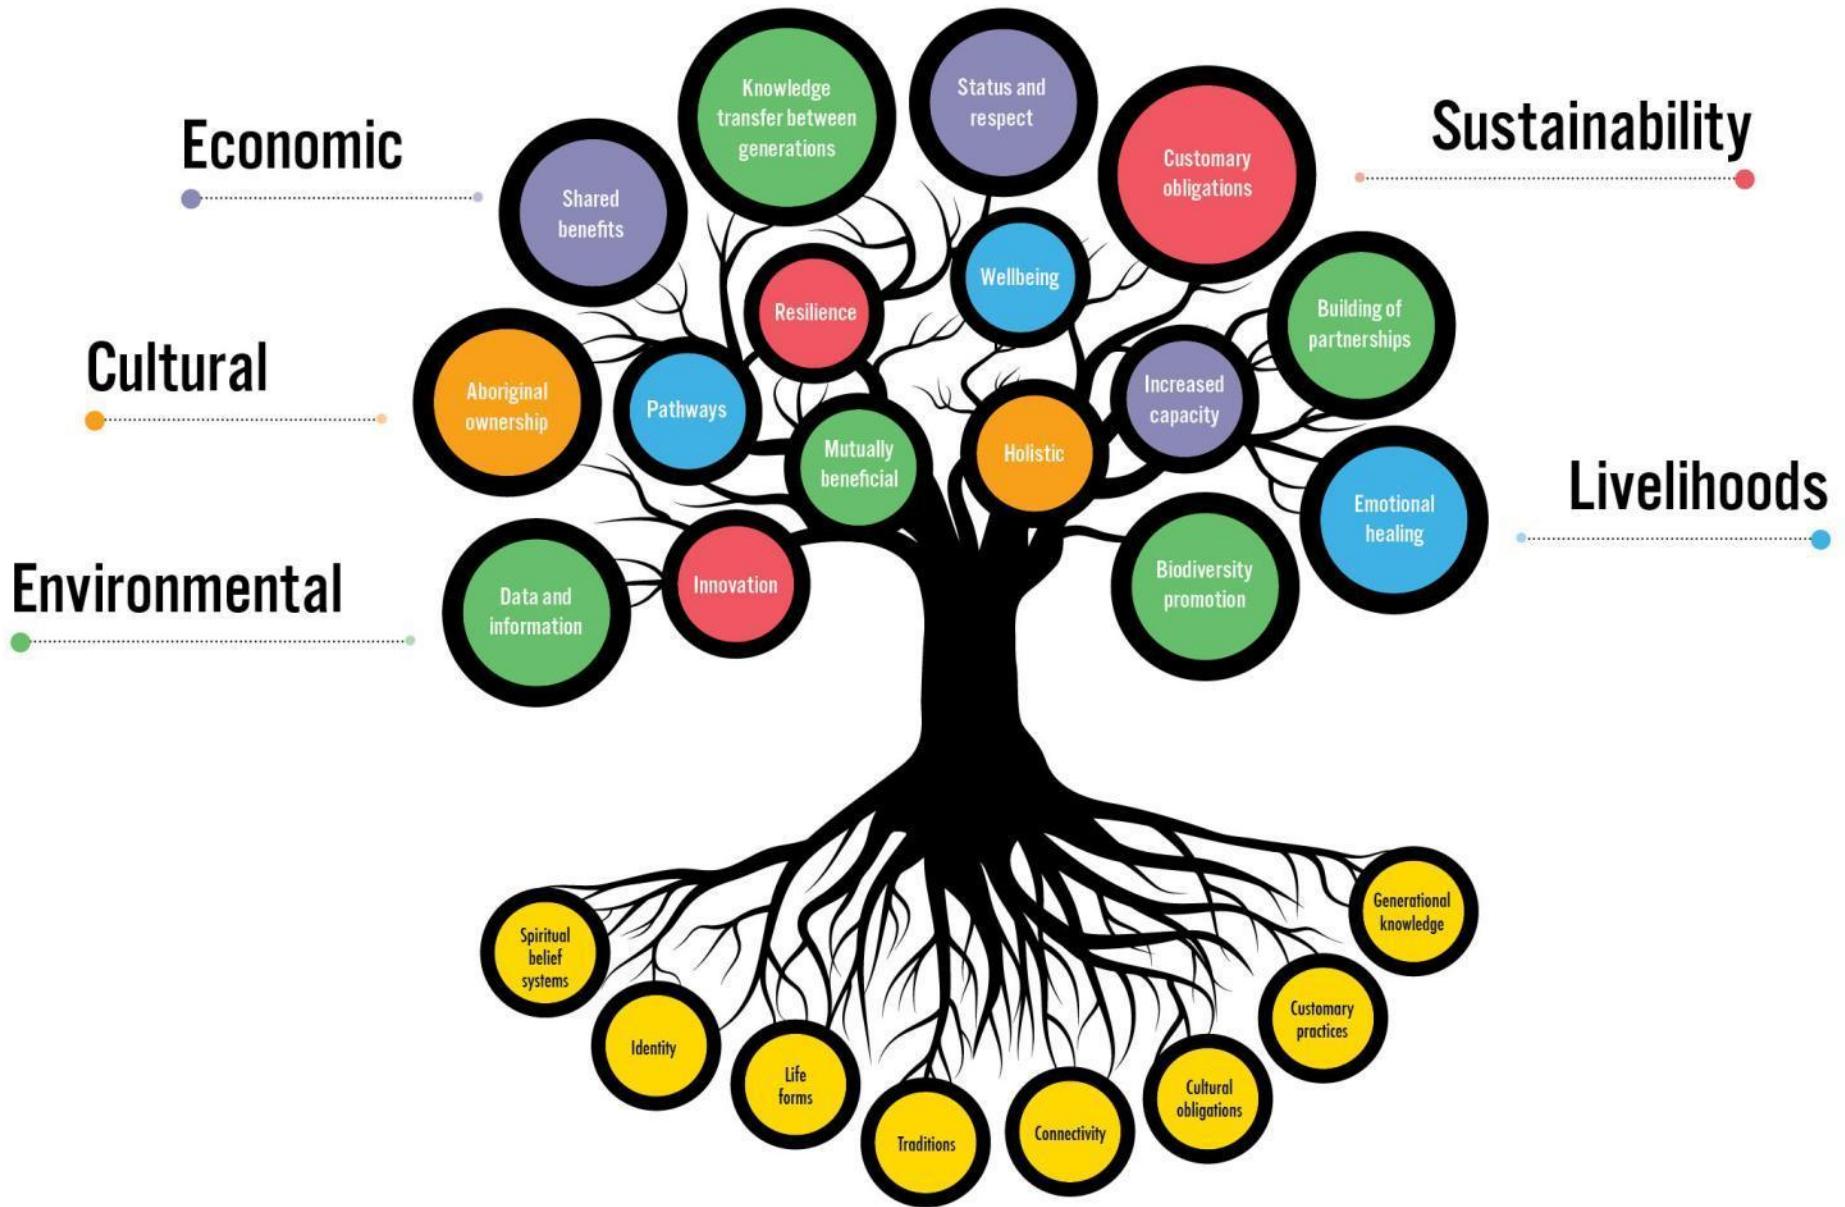 Economic
Cultural
Environmental
Sustainability
Livelihoods
Knowledge
transfer between
generations
Status and
respect
Customary
obligations
Shared
benefits
Resilience
Wellbeing
Building of
partnerships
Aboriginal
ownership
Pathways
Mutually
beneficial
Holistic
Increased
capacity
Emotional
healing
Data and
information
Innovation
Biodiversity
promotion
Spiritual
belief
systems
Identity
Life
forms
Traditions
Connectivity
Cultural
obligations
Customary
practices
Generational
knowledge